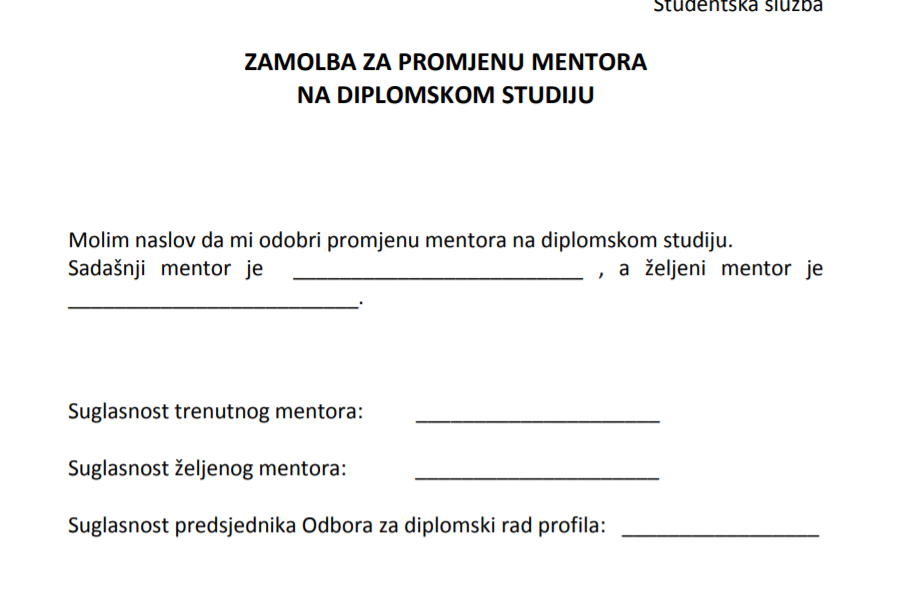 Studentska služba
ZAMOLBA ZA PROMJENU MENTORA
NA DIPLOMSKOM STUDIJU
Molim naslov da mi odobri promjenu mentora na diplomskom studiju.
Sadašnji mentor je __________________________ , a željeni mentor je
__________________________.
Suglasnost trenutnog mentora: ______________________
Suglasnost željenog mentora: ______________________
Suglasnost predsjednika Odbora za diplomski rad profila: __________________